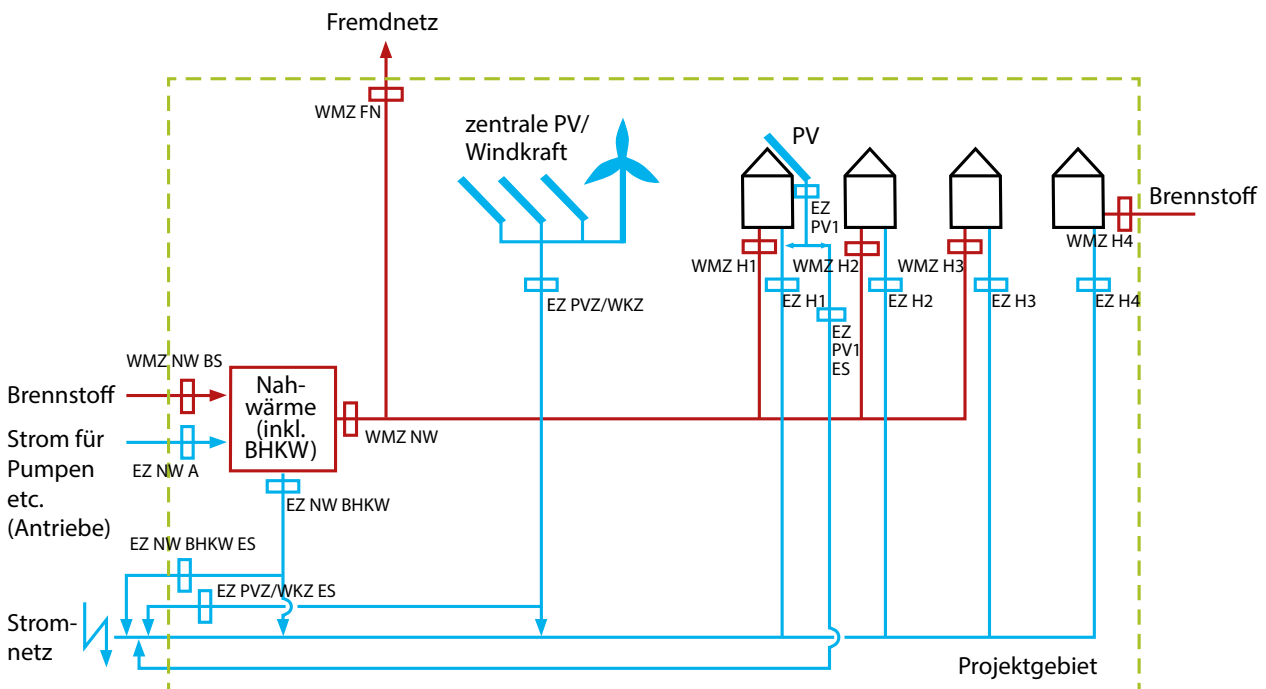 Fremdnetz
WMZ FN
zentrale PV/
Windkraft
PV
EZ
PV1
Brennstoff
WMZ H4
WMZ H1
WMZ H2
WMZ H3
EZ PVZ/WKZ
EZ H1
EZ H2
EZ H3
EZ H4
EZ
PV1
ES
WMZ NW BS
Brennstoff
Nah-
wärme
(inkl.
BHKW)
WMZ NW
Strom für
Pumpen
etc.
(Antriebe)
EZ NW A
EZ NW BHKW
EZ NW BHKW ES
EZ PVZ/WKZ ES
Strom-
netz
Projektgebiet